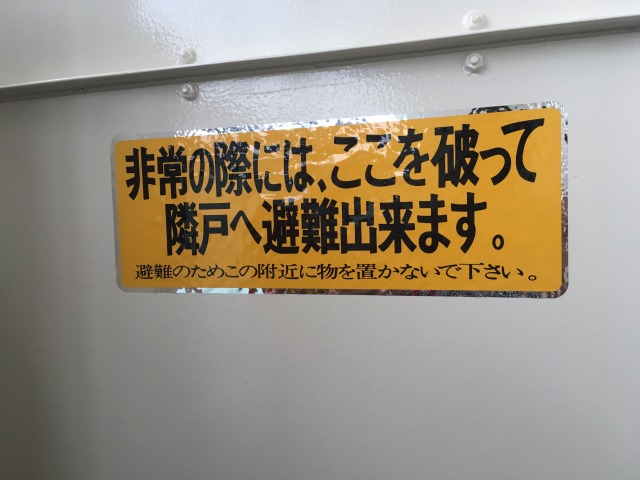 非常の際には、ここを破って
隣戸へ避難出来ます。
避難のためこの附近に物を置かないで下さい。